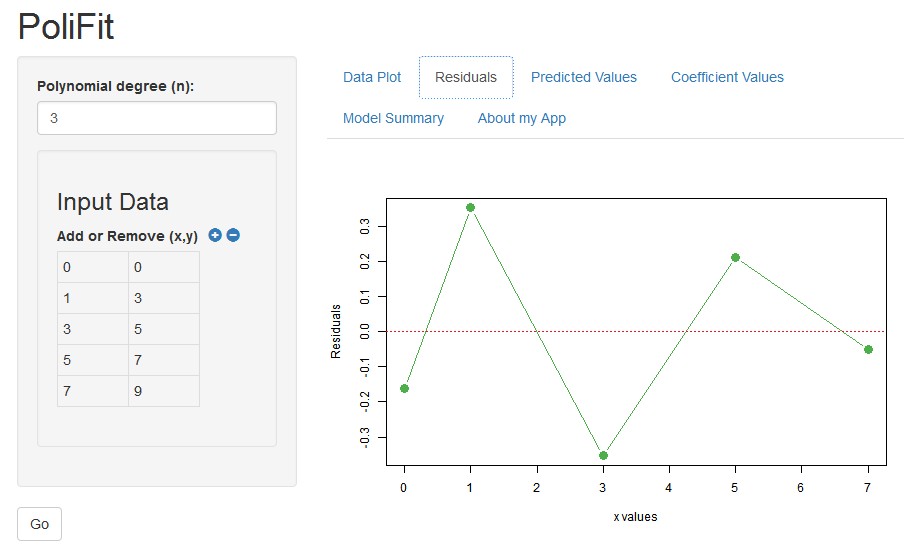 PoliFit
Polynomial degree (n):
3
Input Data
Add or Remove (x,y)
0 0
1 3
3 5
5 7
7 9
Go
Data Plot Residuals Predicted Values Coefficient Values
Model Summary About my App
Residuals
0.3
0.2
0.1
0.0
-0.1
-0.2
-0.3
0 1 2 3 4 5 6 7
x values